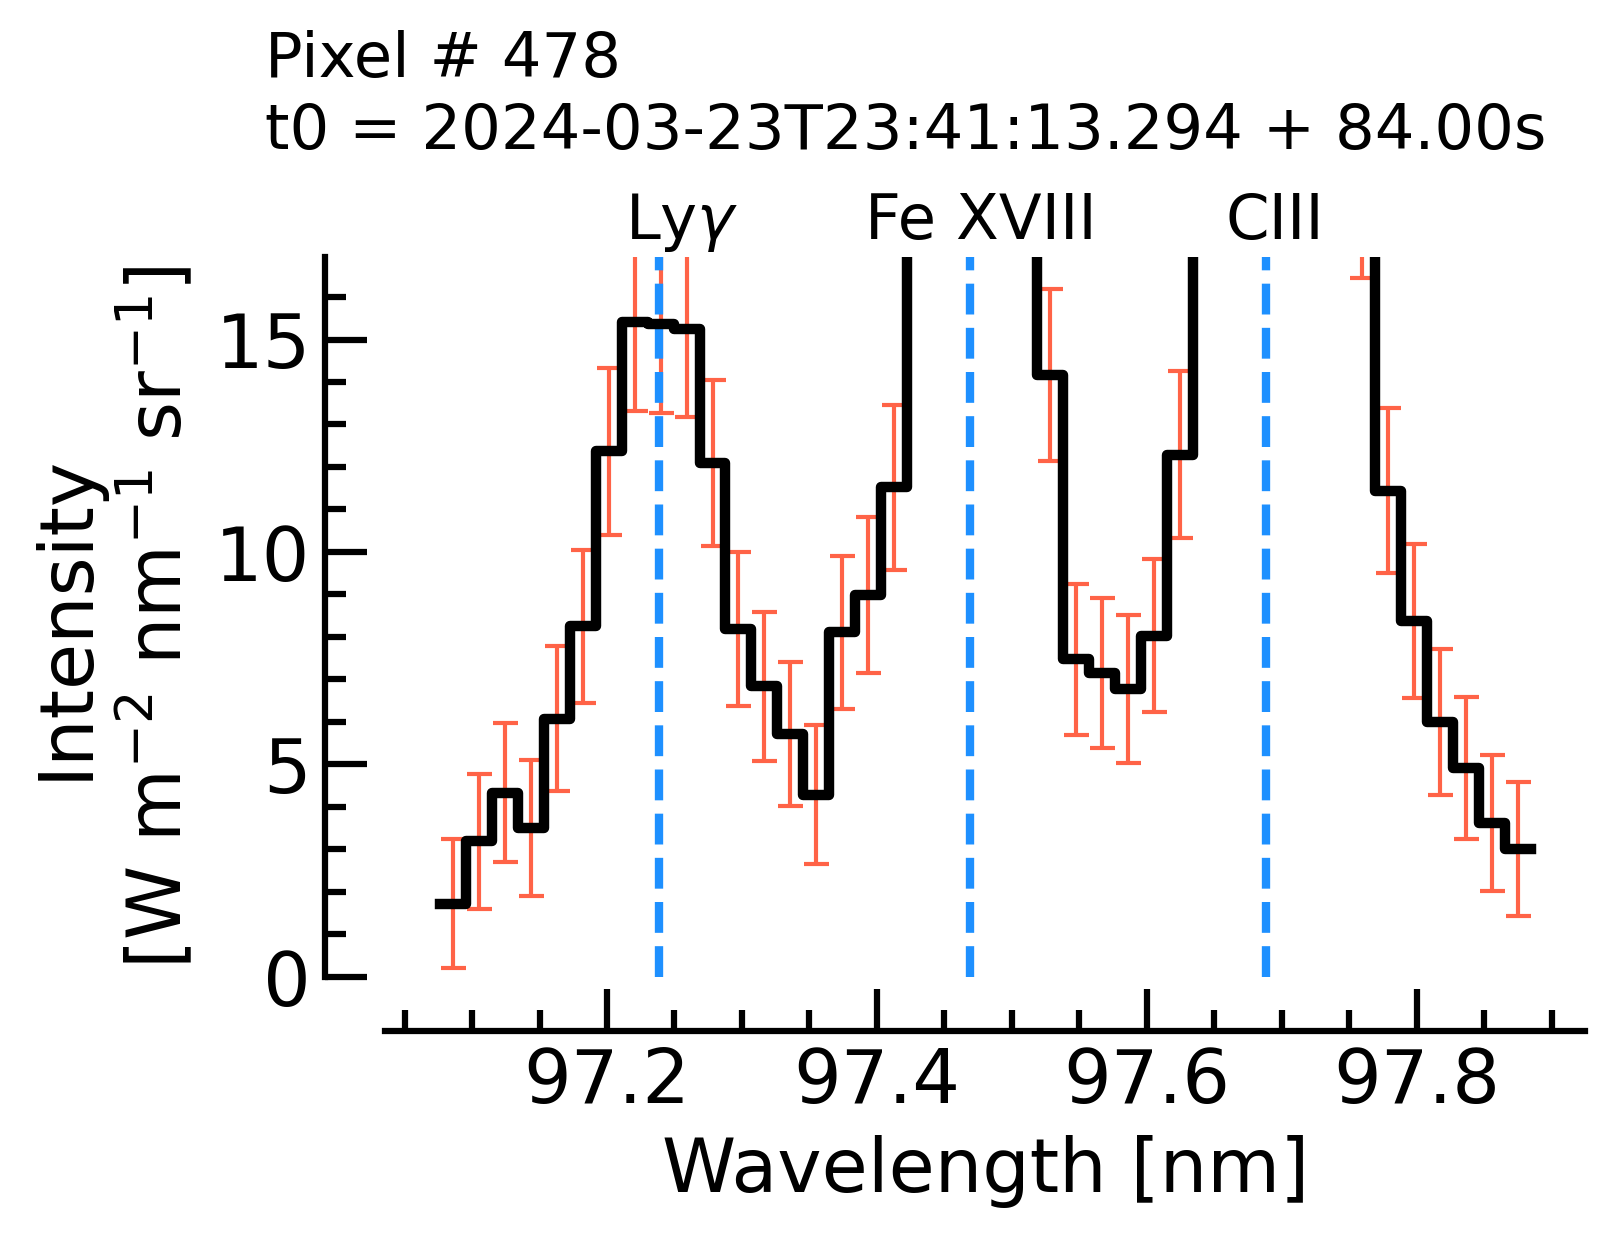 Pixel # 478
t0 = 2024-03-23T23:41:13.294 + 84.00s
Lyγ Fe XVIII CIII
Intensity
[W m⁻² nm⁻¹ sr⁻¹]
15
10
5
0
97.2 97.4 97.6 97.8
Wavelength [nm]